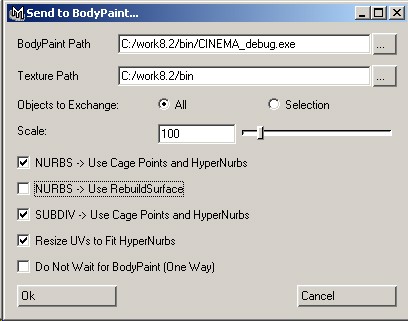 Send to BodyPaint...
BodyPaint Path C:/work8.2/bin/CINEMA_debug.exe ...
Texture Path C:/work8.2/bin ...
Objects to Exchange: All Selection
Scale: 100
NURBS -> Use Cage Points and HyperNurbs
NURBS -> Use RebuildSurface
SUBDIV -> Use Cage Points and HyperNurbs
Resize UVs to Fit HyperNurbs
Do Not Wait for BodyPaint (One Way)
Ok Cancel